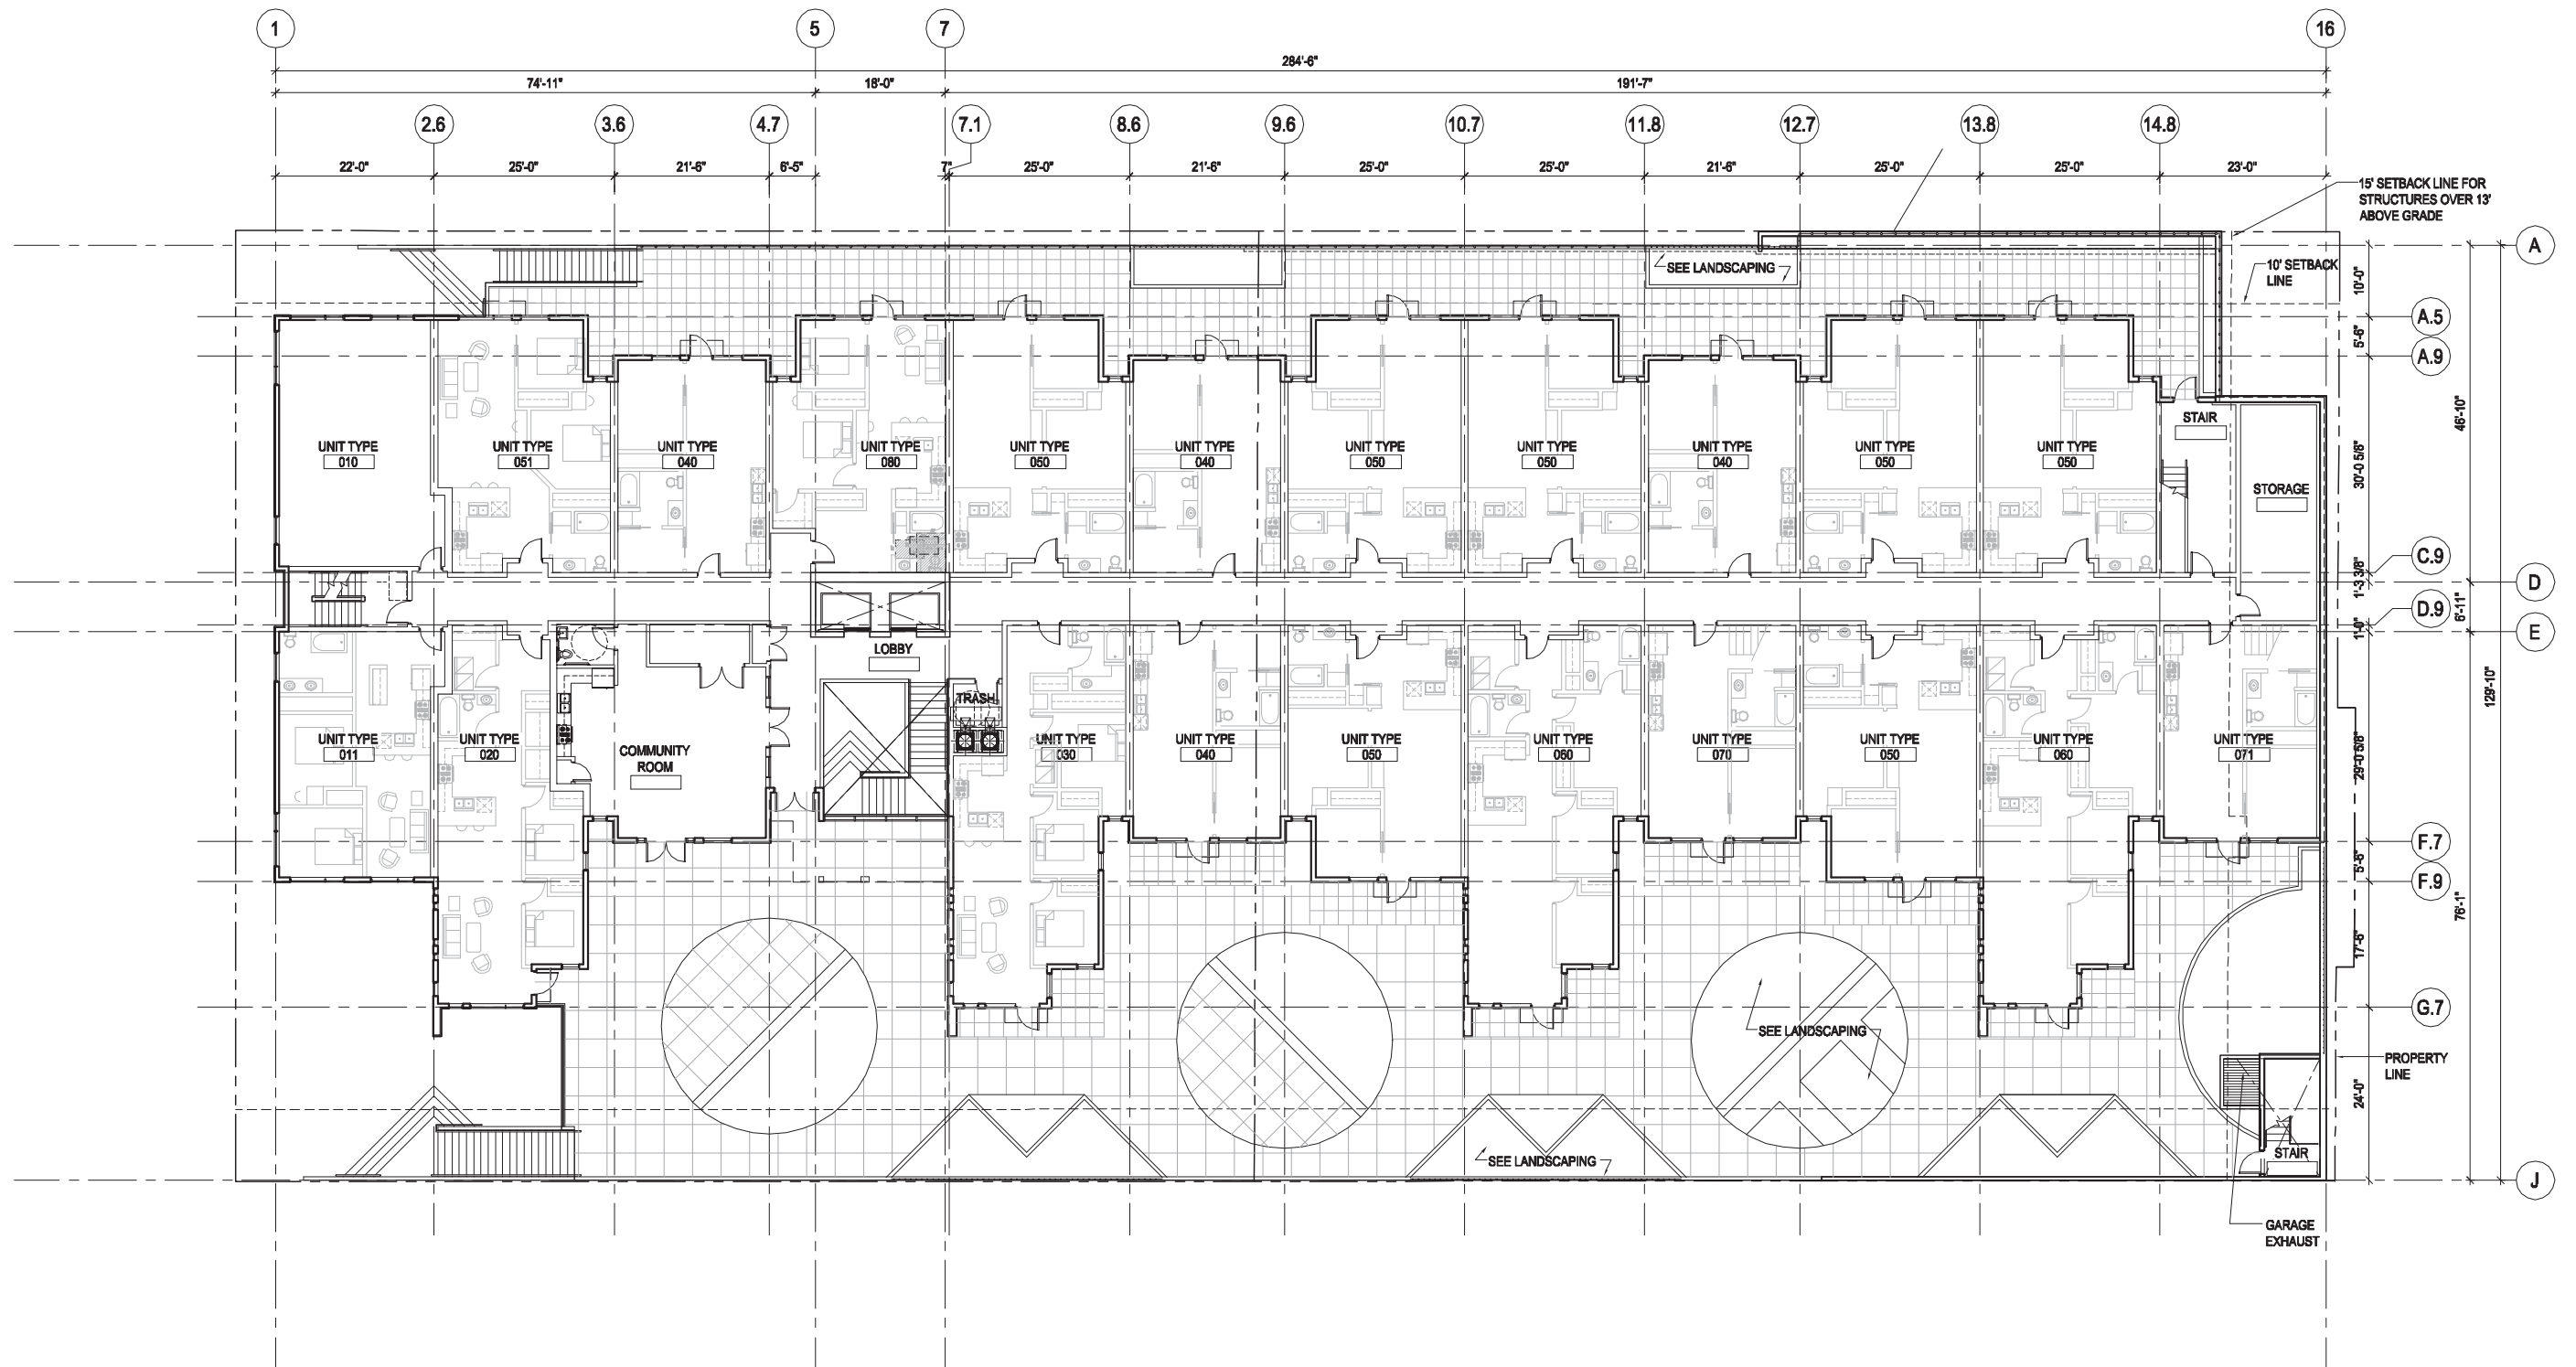 1
5
7
16
284'-6"
74'-11"
18'-0"
191'-7"
2.6
3.6
4.7
7.1
8.6
9.6
10.7
11.8
12.7
13.8
14.8
22'-0"
25'-0"
21'-6"
6'-5"
7"
25'-0"
21'-6"
25'-0"
25'-0"
21'-6"
25'-0"
25'-0"
23'-0"
15' SETBACK LINE FOR
STRUCTURES OVER 13'
ABOVE GRADE
A
SEE LANDSCAPING
10' SETBACK
LINE
10'-0"
A.5
5'-6"
A.9
46'-10"
STAIR
UNIT TYPE
010
UNIT TYPE
051
UNIT TYPE
040
UNIT TYPE
080
UNIT TYPE
050
UNIT TYPE
040
UNIT TYPE
050
UNIT TYPE
050
UNIT TYPE
040
UNIT TYPE
050
UNIT TYPE
050
30'-0 5/8"
STORAGE
C.9
1'-3 3/8"
D
D.9
6'-11"
1'-0"
E
LOBBY
129'-10"
TRASH
UNIT TYPE
011
UNIT TYPE
020
COMMUNITY
ROOM
UNIT TYPE
030
UNIT TYPE
040
UNIT TYPE
050
UNIT TYPE
060
UNIT TYPE
070
UNIT TYPE
050
UNIT TYPE
060
UNIT TYPE
071
29'-0 5/8"
F.7
5'-6"
F.9
76'-1"
17'-6"
G.7
SEE LANDSCAPING
PROPERTY
LINE
24'-0"
SEE LANDSCAPING
STAIR
J
GARAGE
EXHAUST